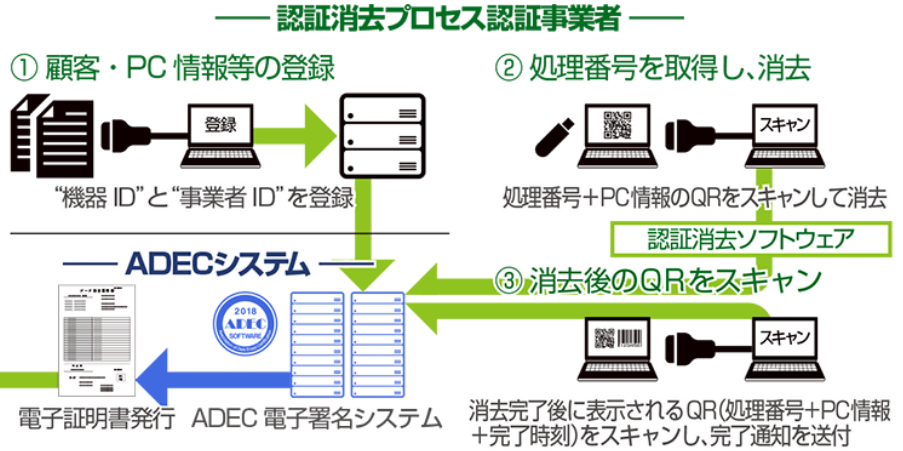 認証消去プロセス認証事業者
① 顧客・PC 情報等の登録
登録
“機器 ID”と“事業者 ID”を登録
② 処理番号を取得し、消去
スキャン
処理番号＋PC情報のQRをスキャンして消去
認証消去ソフトウェア
ADECシステム
2018
ADEC
SOFTWARE
③ 消去後のQRをスキャン
スキャン
電子証明書発行
ADEC 電子署名システム
消去完了後に表示されるQR(処理番号＋PC情報
＋完了時刻)をスキャンし、完了通知を送付